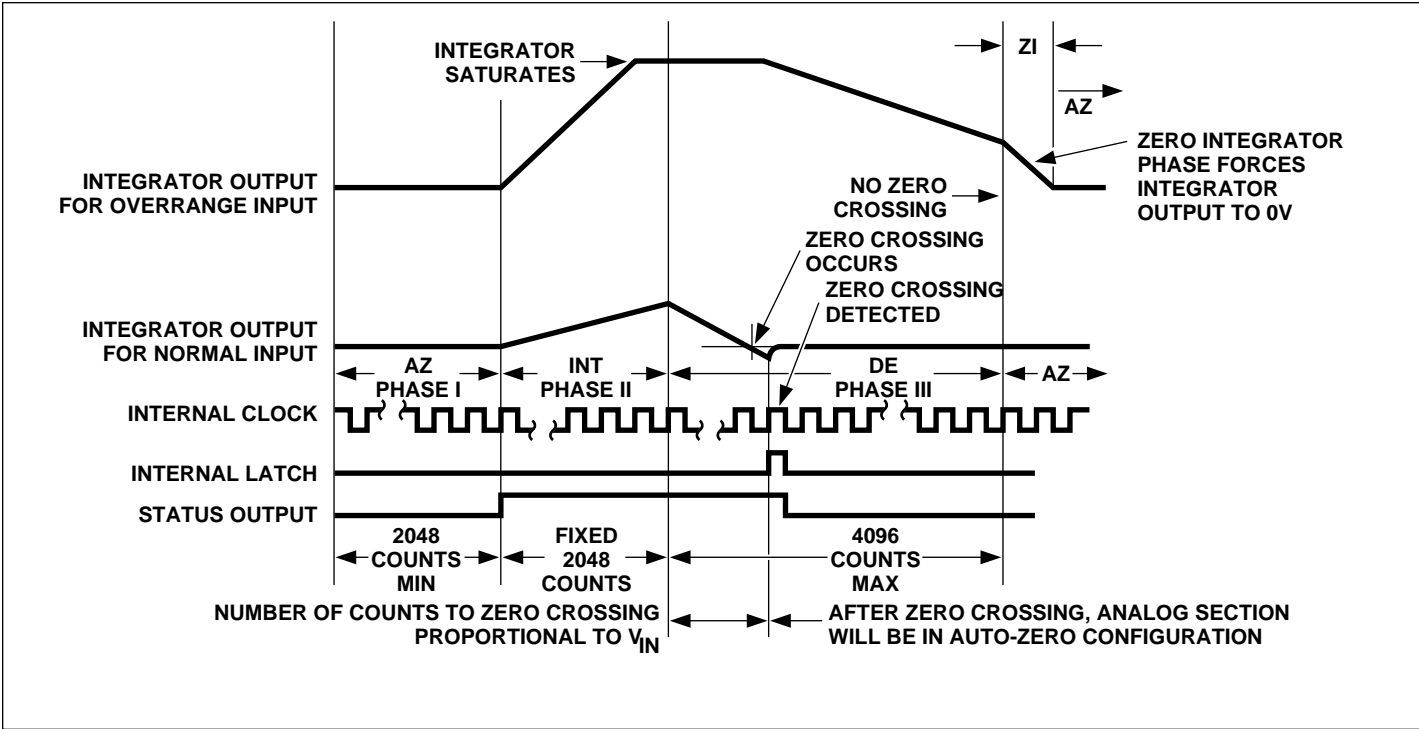 INTEGRATOR
SATURATES
ZI
AZ
ZERO INTEGRATOR
PHASE FORCES
INTEGRATOR
OUTPUT TO 0V
INTEGRATOR OUTPUT
FOR OVERRANGE INPUT
NO ZERO
CROSSING
ZERO CROSSING
OCCURS
ZERO CROSSING
DETECTED
INTEGRATOR OUTPUT
FOR NORMAL INPUT
AZ
PHASE I
INT
PHASE II
DE
PHASE III
AZ
INTERNAL CLOCK
INTERNAL LATCH
STATUS OUTPUT
2048
COUNTS
MIN
FIXED
2048
COUNTS
4096
COUNTS
MAX
NUMBER OF COUNTS TO ZERO CROSSING
PROPORTIONAL TO VIN
AFTER ZERO CROSSING, ANALOG SECTION
WILL BE IN AUTO-ZERO CONFIGURATION